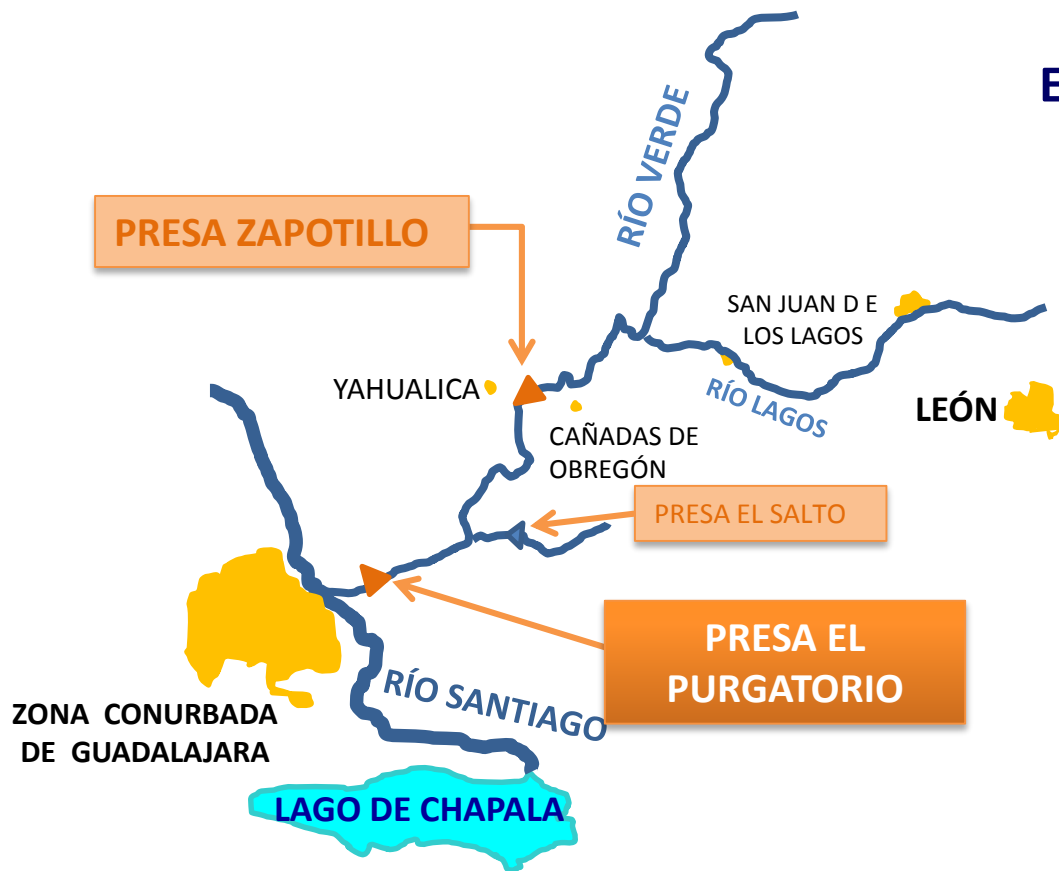 E
RÍO VERDE
PRESA ZAPOTILLO
SAN JUAN D E
LOS LAGOS
YAHUALICA
RÍO LAGOS
LEÓN
CAÑADAS DE
OBREGÓN
PRESA EL SALTO
PRESA EL
PURGATORIO
RÍO SANTIAGO
ZONA CONURBADA
DE GUADALAJARA
LAGO DE CHAPALA